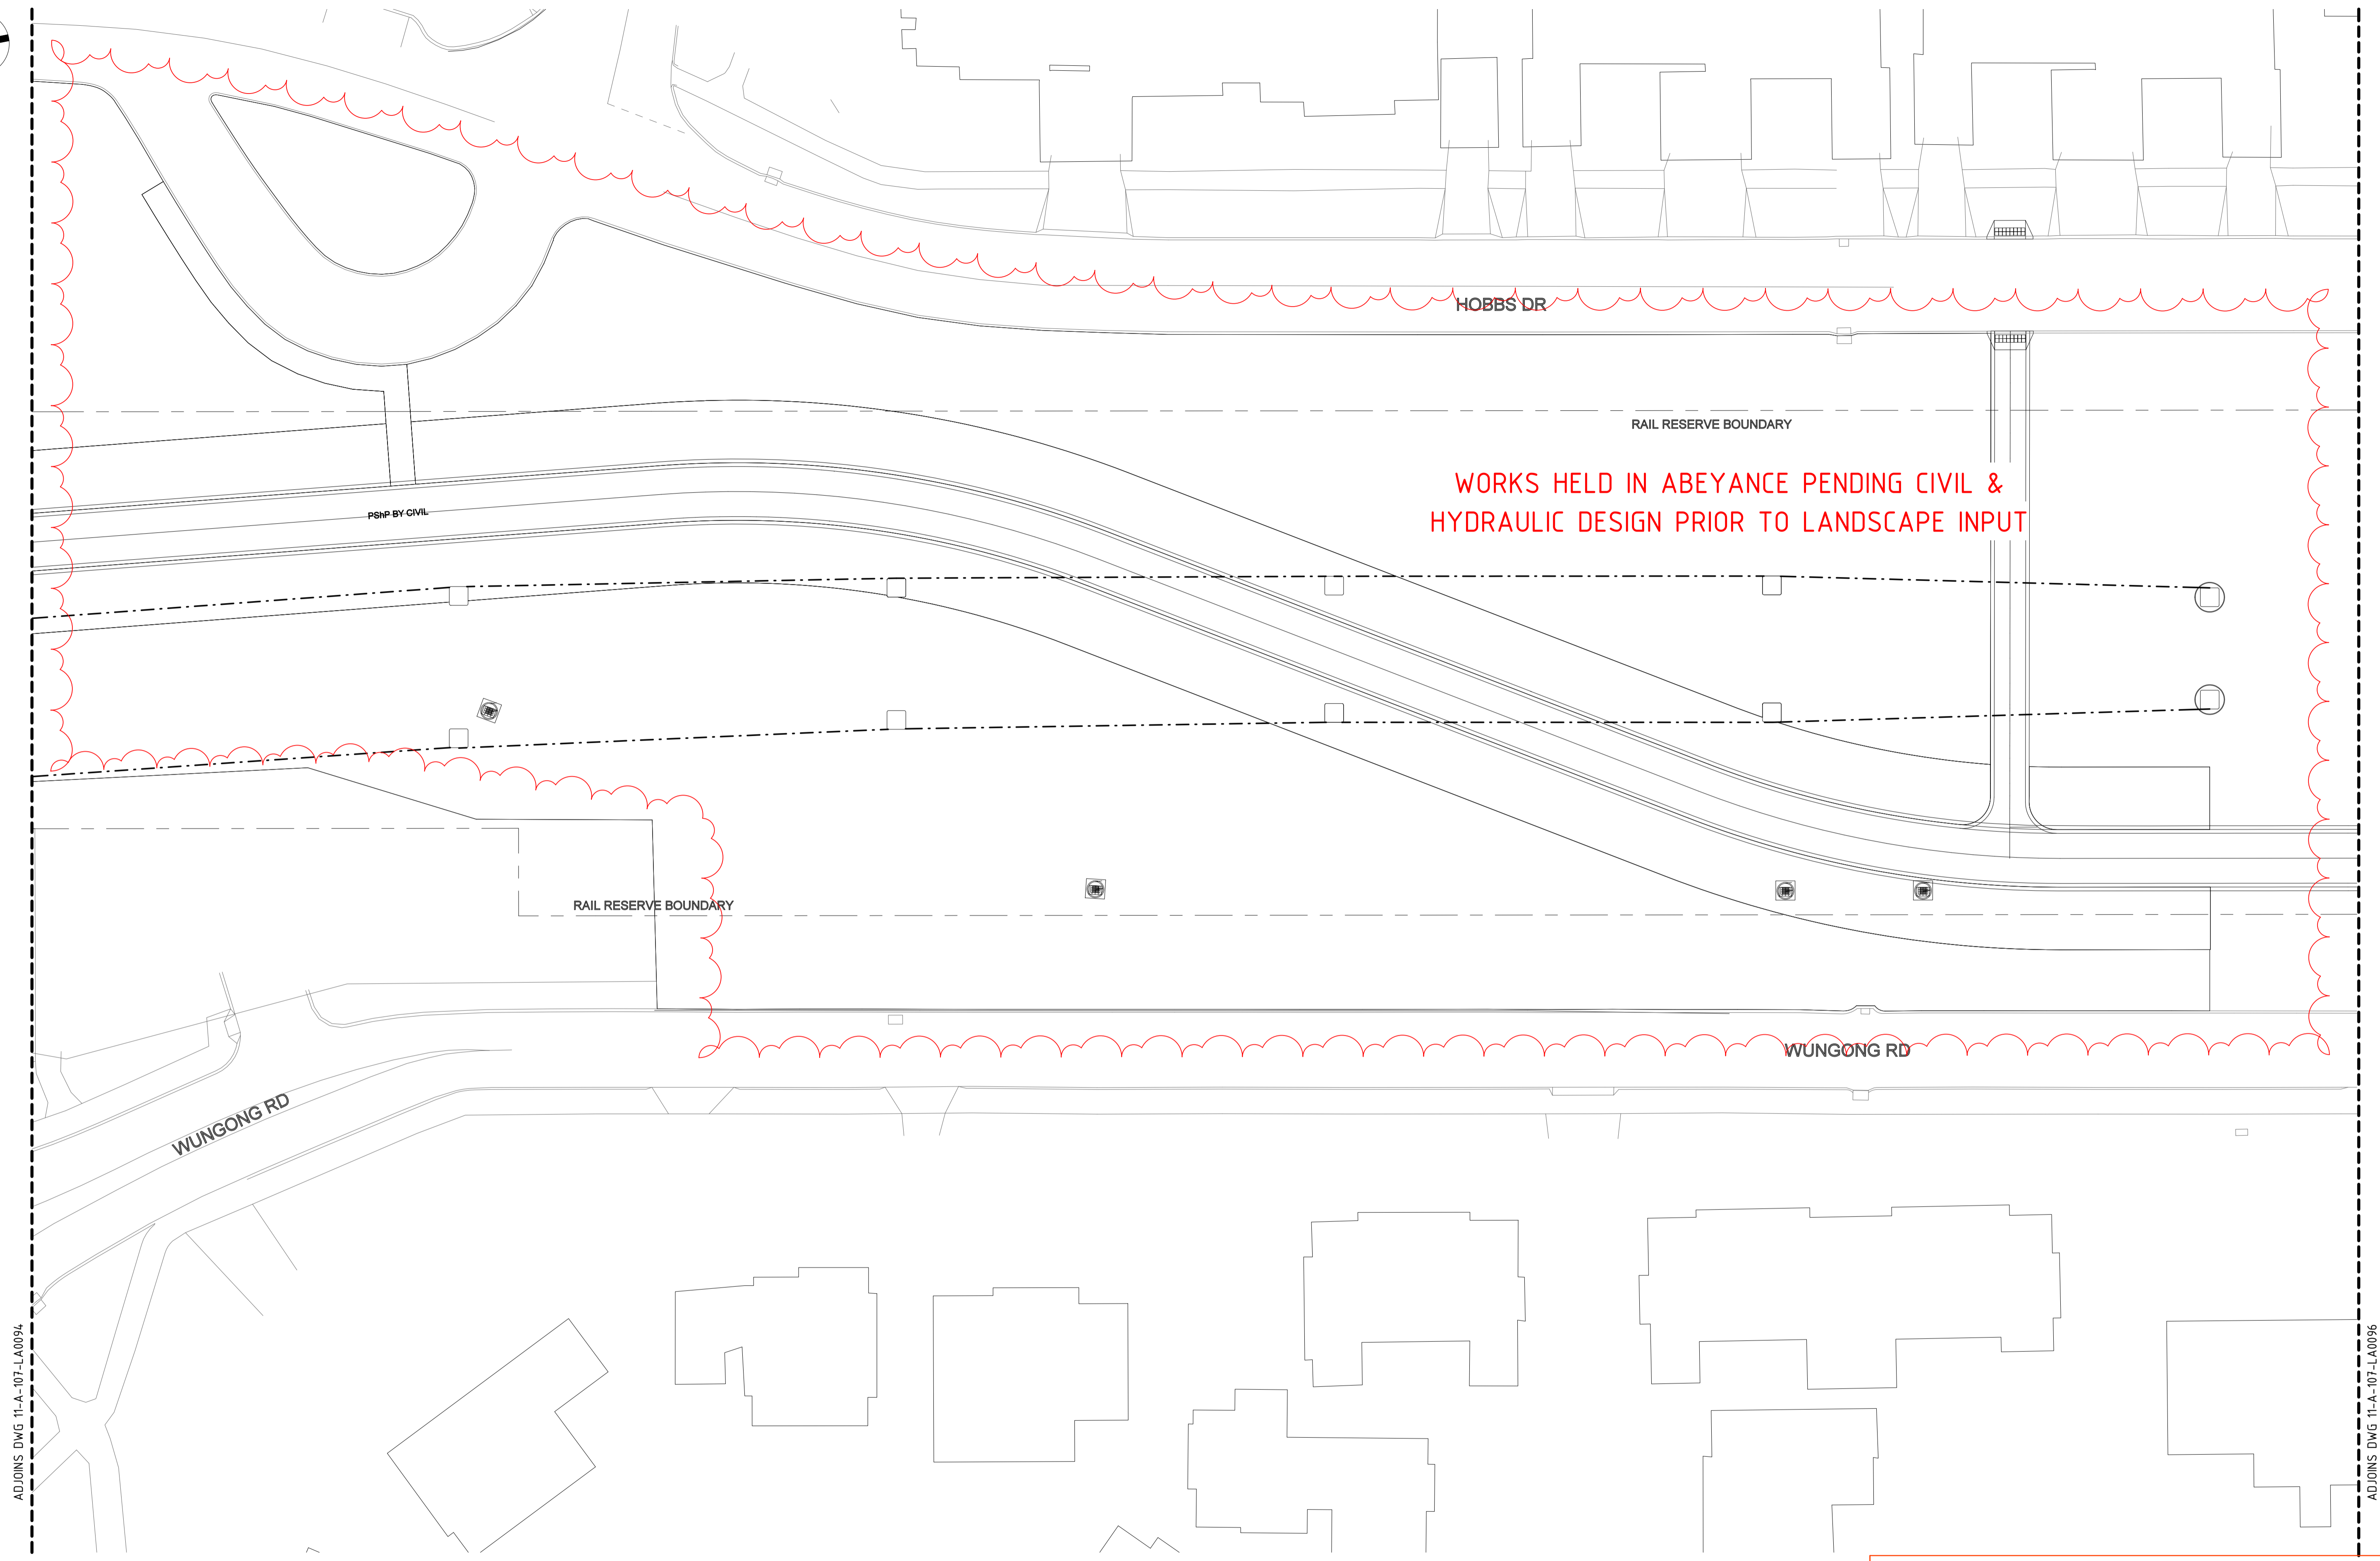 HOBBS DR
RAIL RESERVE BOUNDARY
WORKS HELD IN ABEYANCE PENDING CIVIL &
HYDRAULIC DESIGN PRIOR TO LANDSCAPE INPUT
PShP BY CIVIL
RAIL RESERVE BOUNDARY
WUNGONG RD
WUNGONG RD
ADJOINS DWG 11-A-107-LA0094
ADJOINS DWG 11-A-107-LA0096